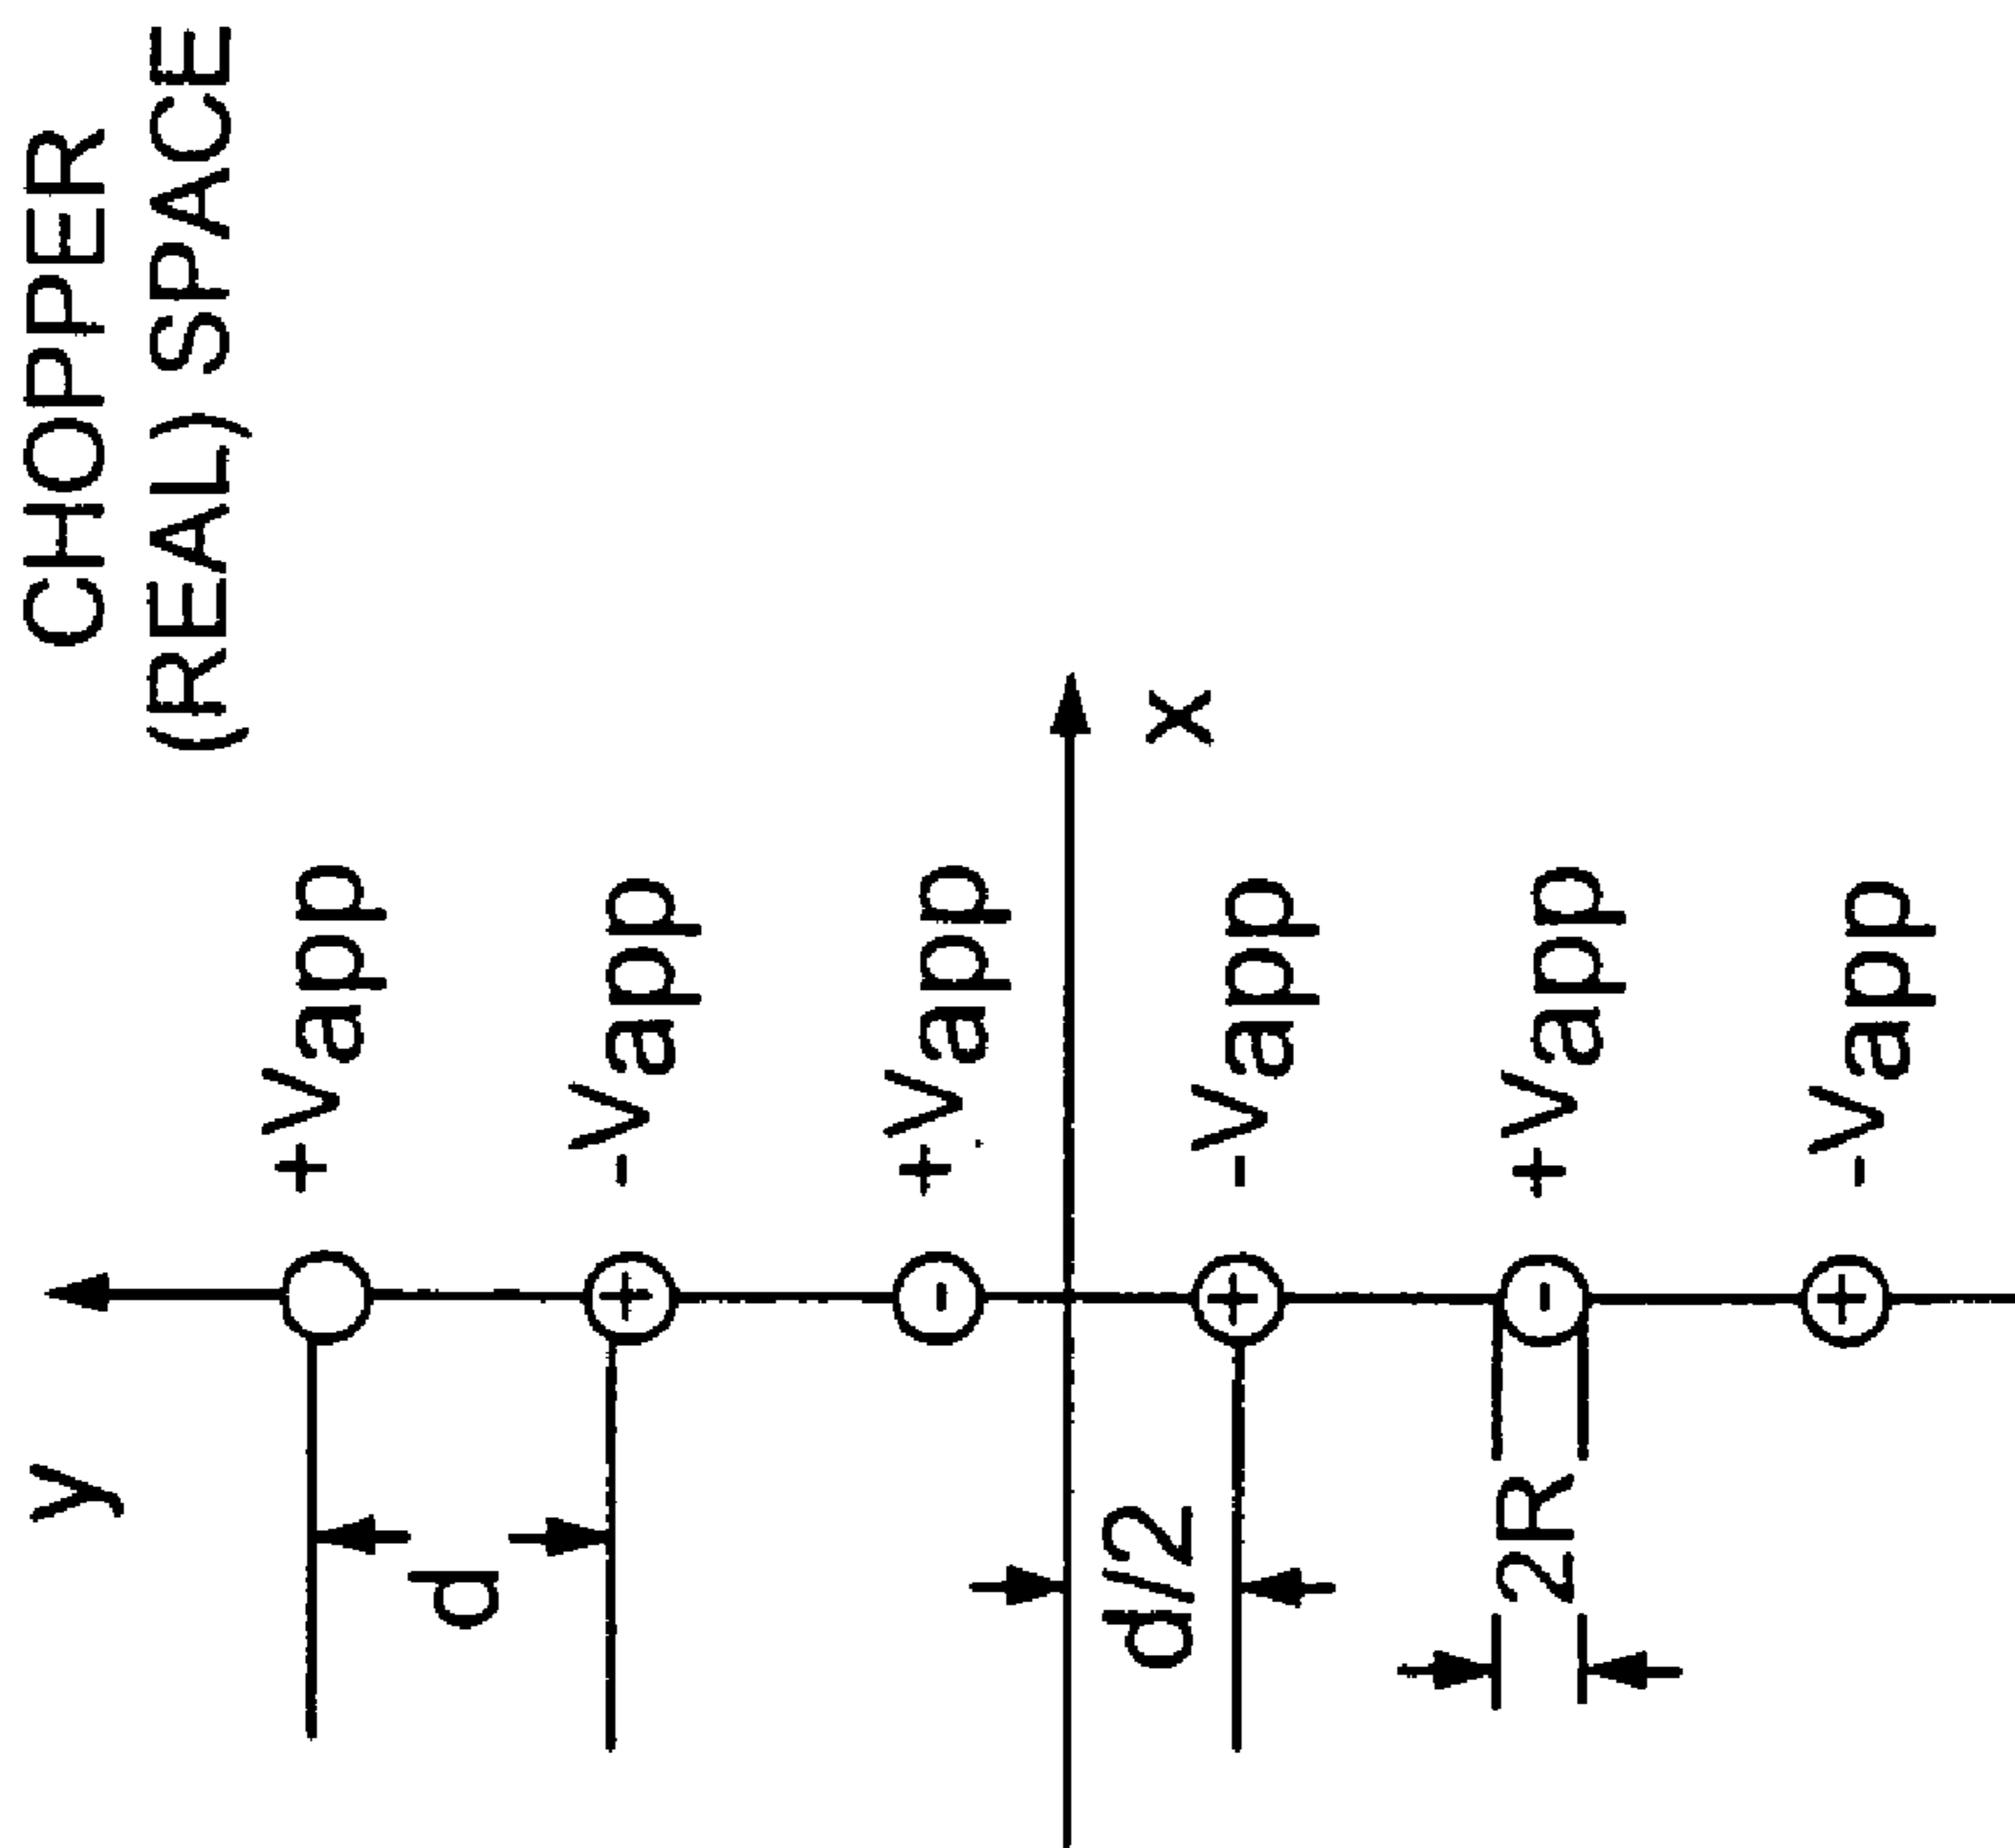 CHOPPER
(REAL) SPACE
y
+Vapp
d
+
-Vapp
-
+Vapp
x
d/2
+
-Vapp
2R
-
+Vapp
+
-Vapp